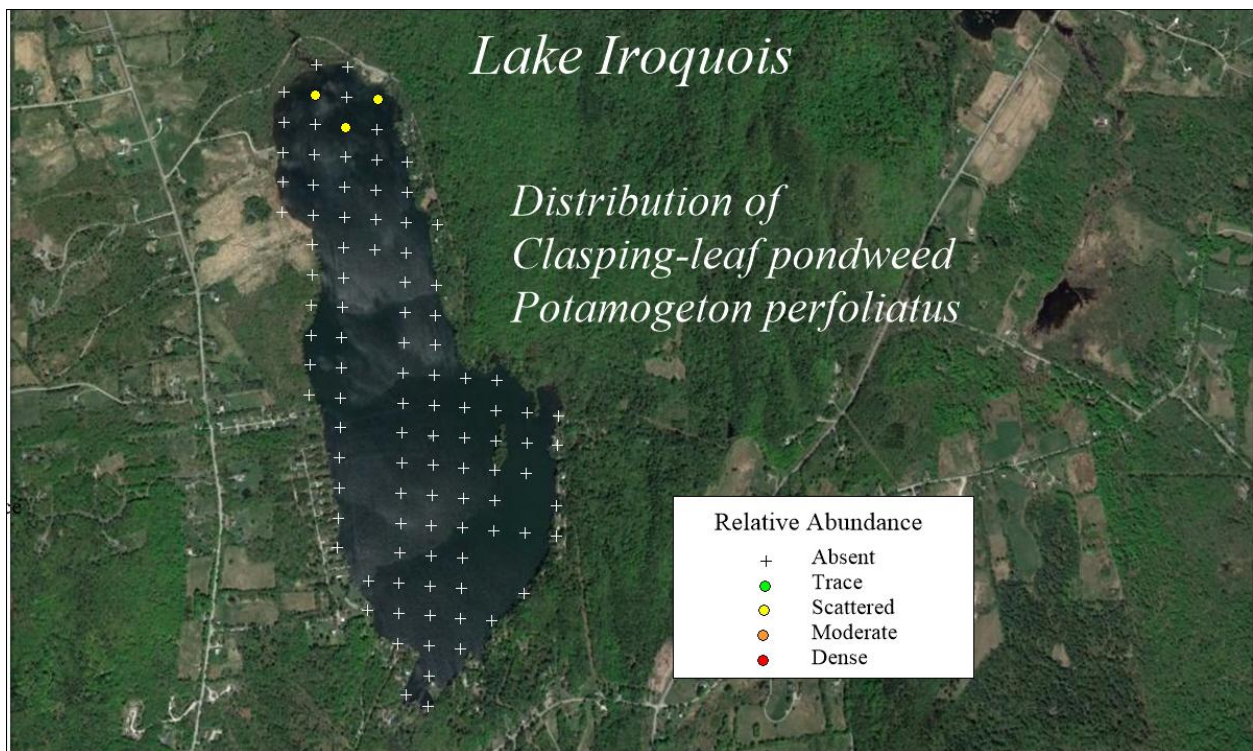 Lake Iroquois
Distribution of
Clasping-leaf pondweed
Potamogeton perfoliatus
Relative Abundance
Absent
Trace
Scattered
Moderate
Dense